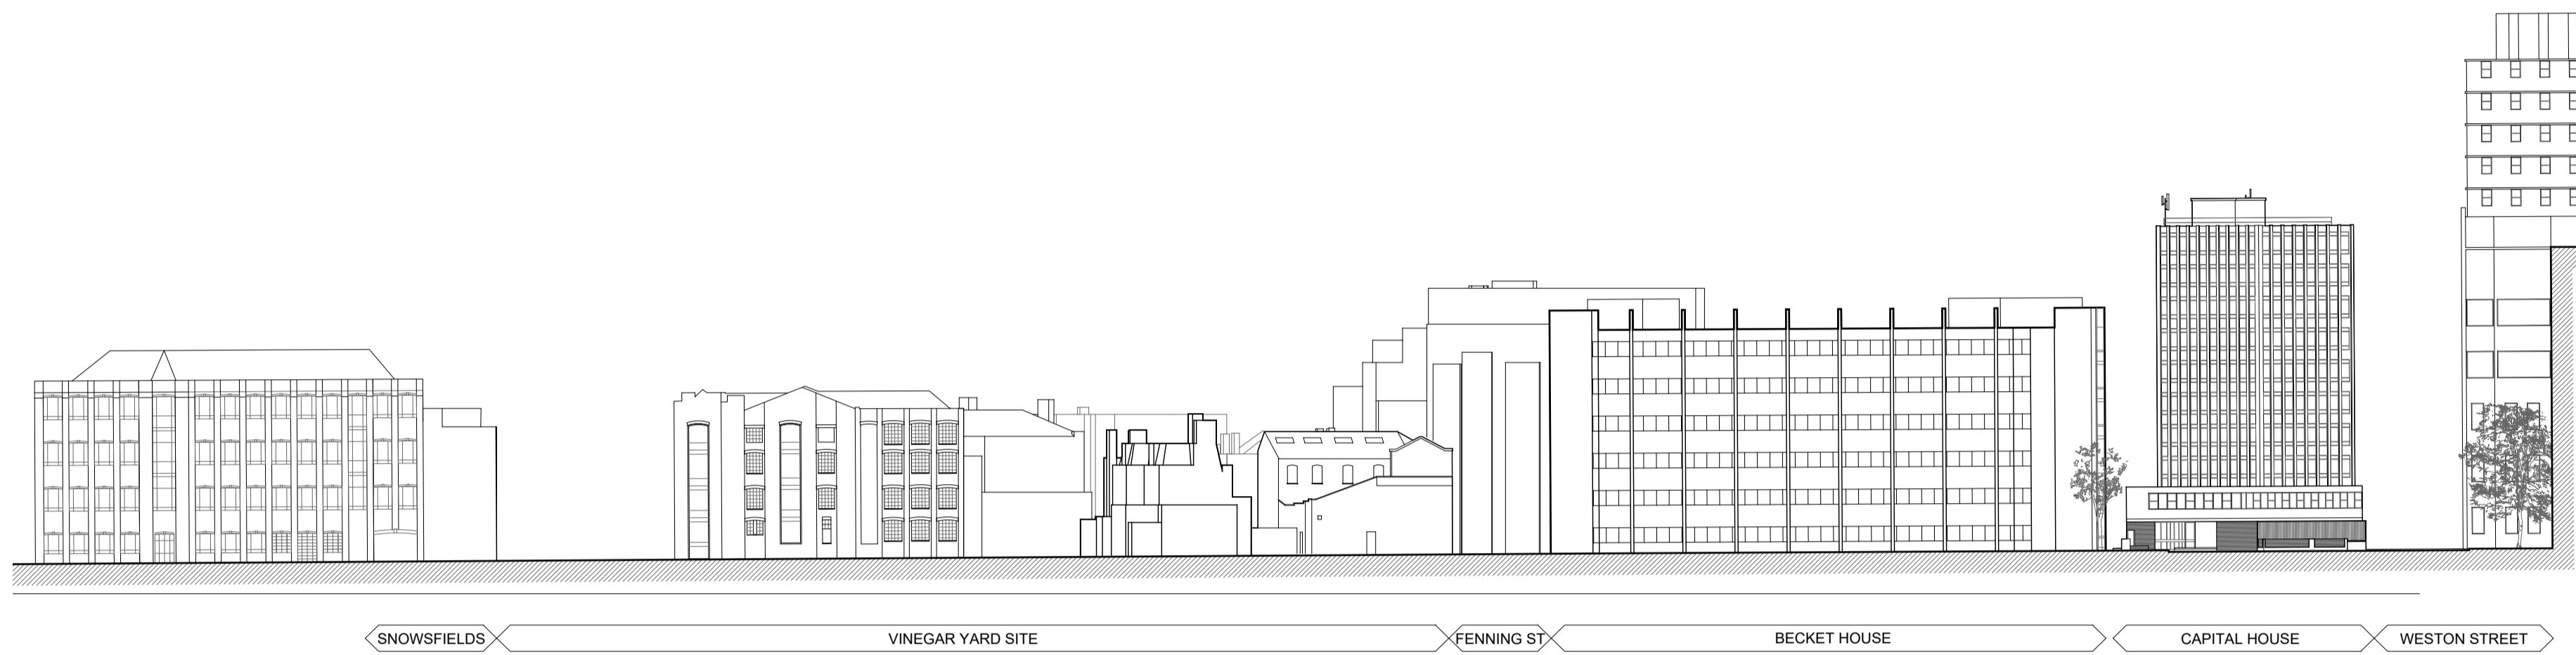 SNOWSFIELDS
VINEGAR YARD SITE
FENNING ST
BECKET HOUSE
CAPITAL HOUSE
WESTON STREET